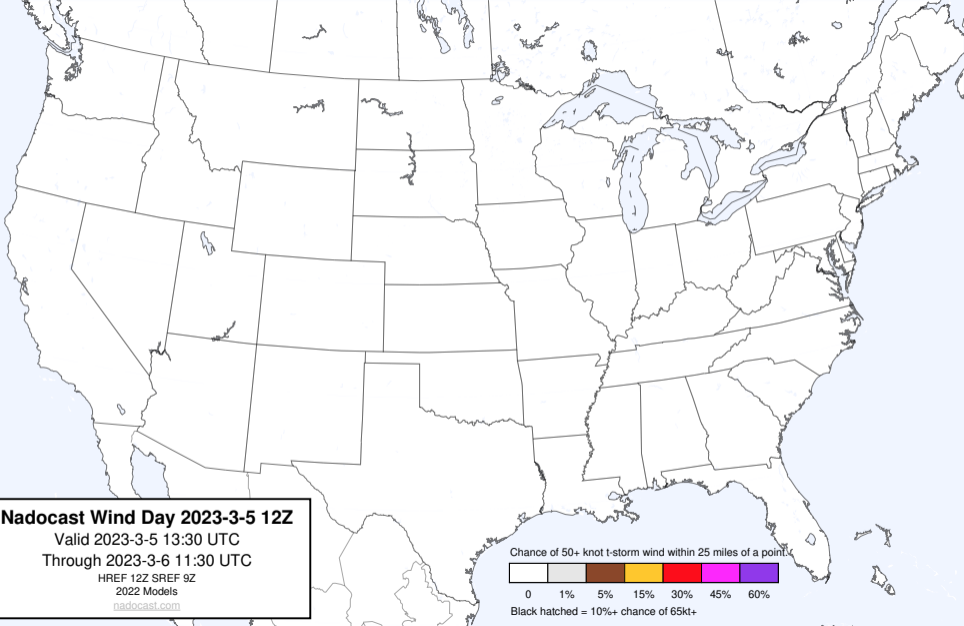 Nadocast Wind Day 2023-3-5 12Z
Valid 2023-3-5 13:30 UTC
Through 2023-3-6 11:30 UTC
HREF 12Z SREF 9Z
2022 Models
nadocast.com
Chance of 50+ knot t-storm wind within 25 miles of a point.
0 1% 5% 15% 30% 45% 60%
Black hatched = 10%+ chance of 65kt+